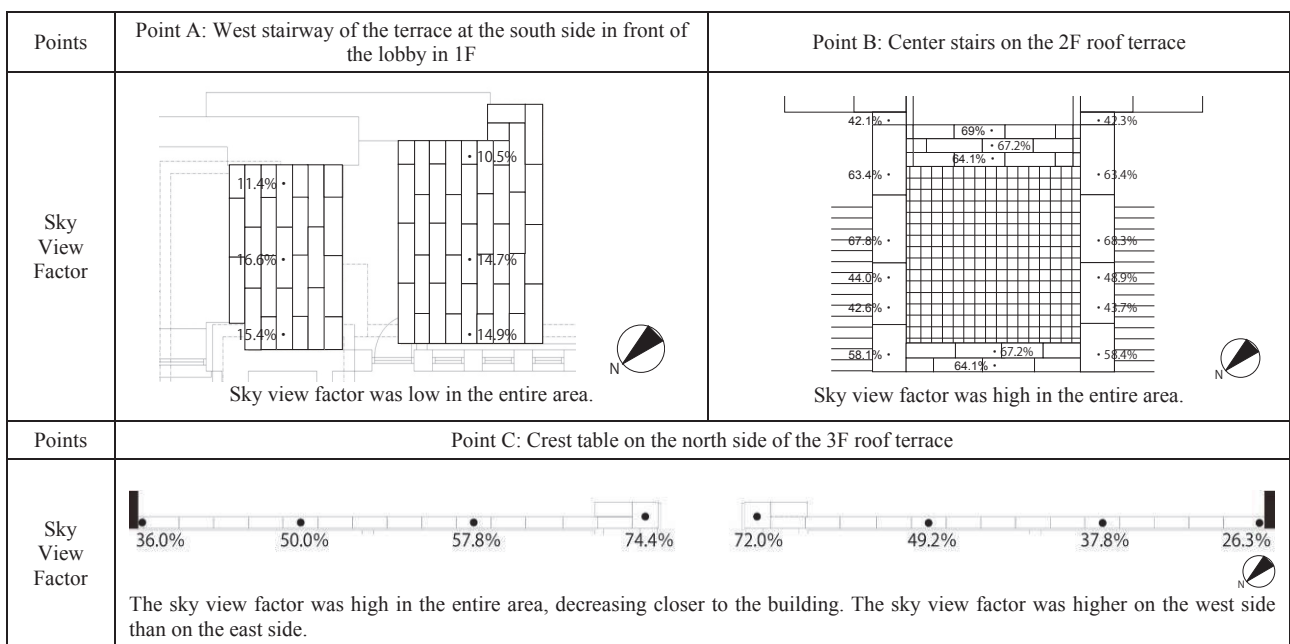 Points
Point A: West stairway of the terrace at the south side in front of
the lobby in 1F
Point B: Center stairs on the 2F roof terrace
Sky
View
Factor
11.4%
16.6%
15.4%
10.5%
14.7%
14.9%
N
Sky view factor was low in the entire area.
42.1%
63.4%
67.8%
44.0%
42.6%
58.1%
69%
67.2%
64.1%
67.2%
64.1%
42.3%
63.4%
68.3%
48.9%
43.7%
58.4%
N
Sky view factor was high in the entire area.
Points
Point C: Crest table on the north side of the 3F roof terrace
Sky
View
Factor
36.0% 50.0% 57.8% 74.4% 72.0% 49.2% 37.8% 26.3%
N
The sky view factor was high in the entire area, decreasing closer to the building. The sky view factor was higher on the west side
than on the east side.